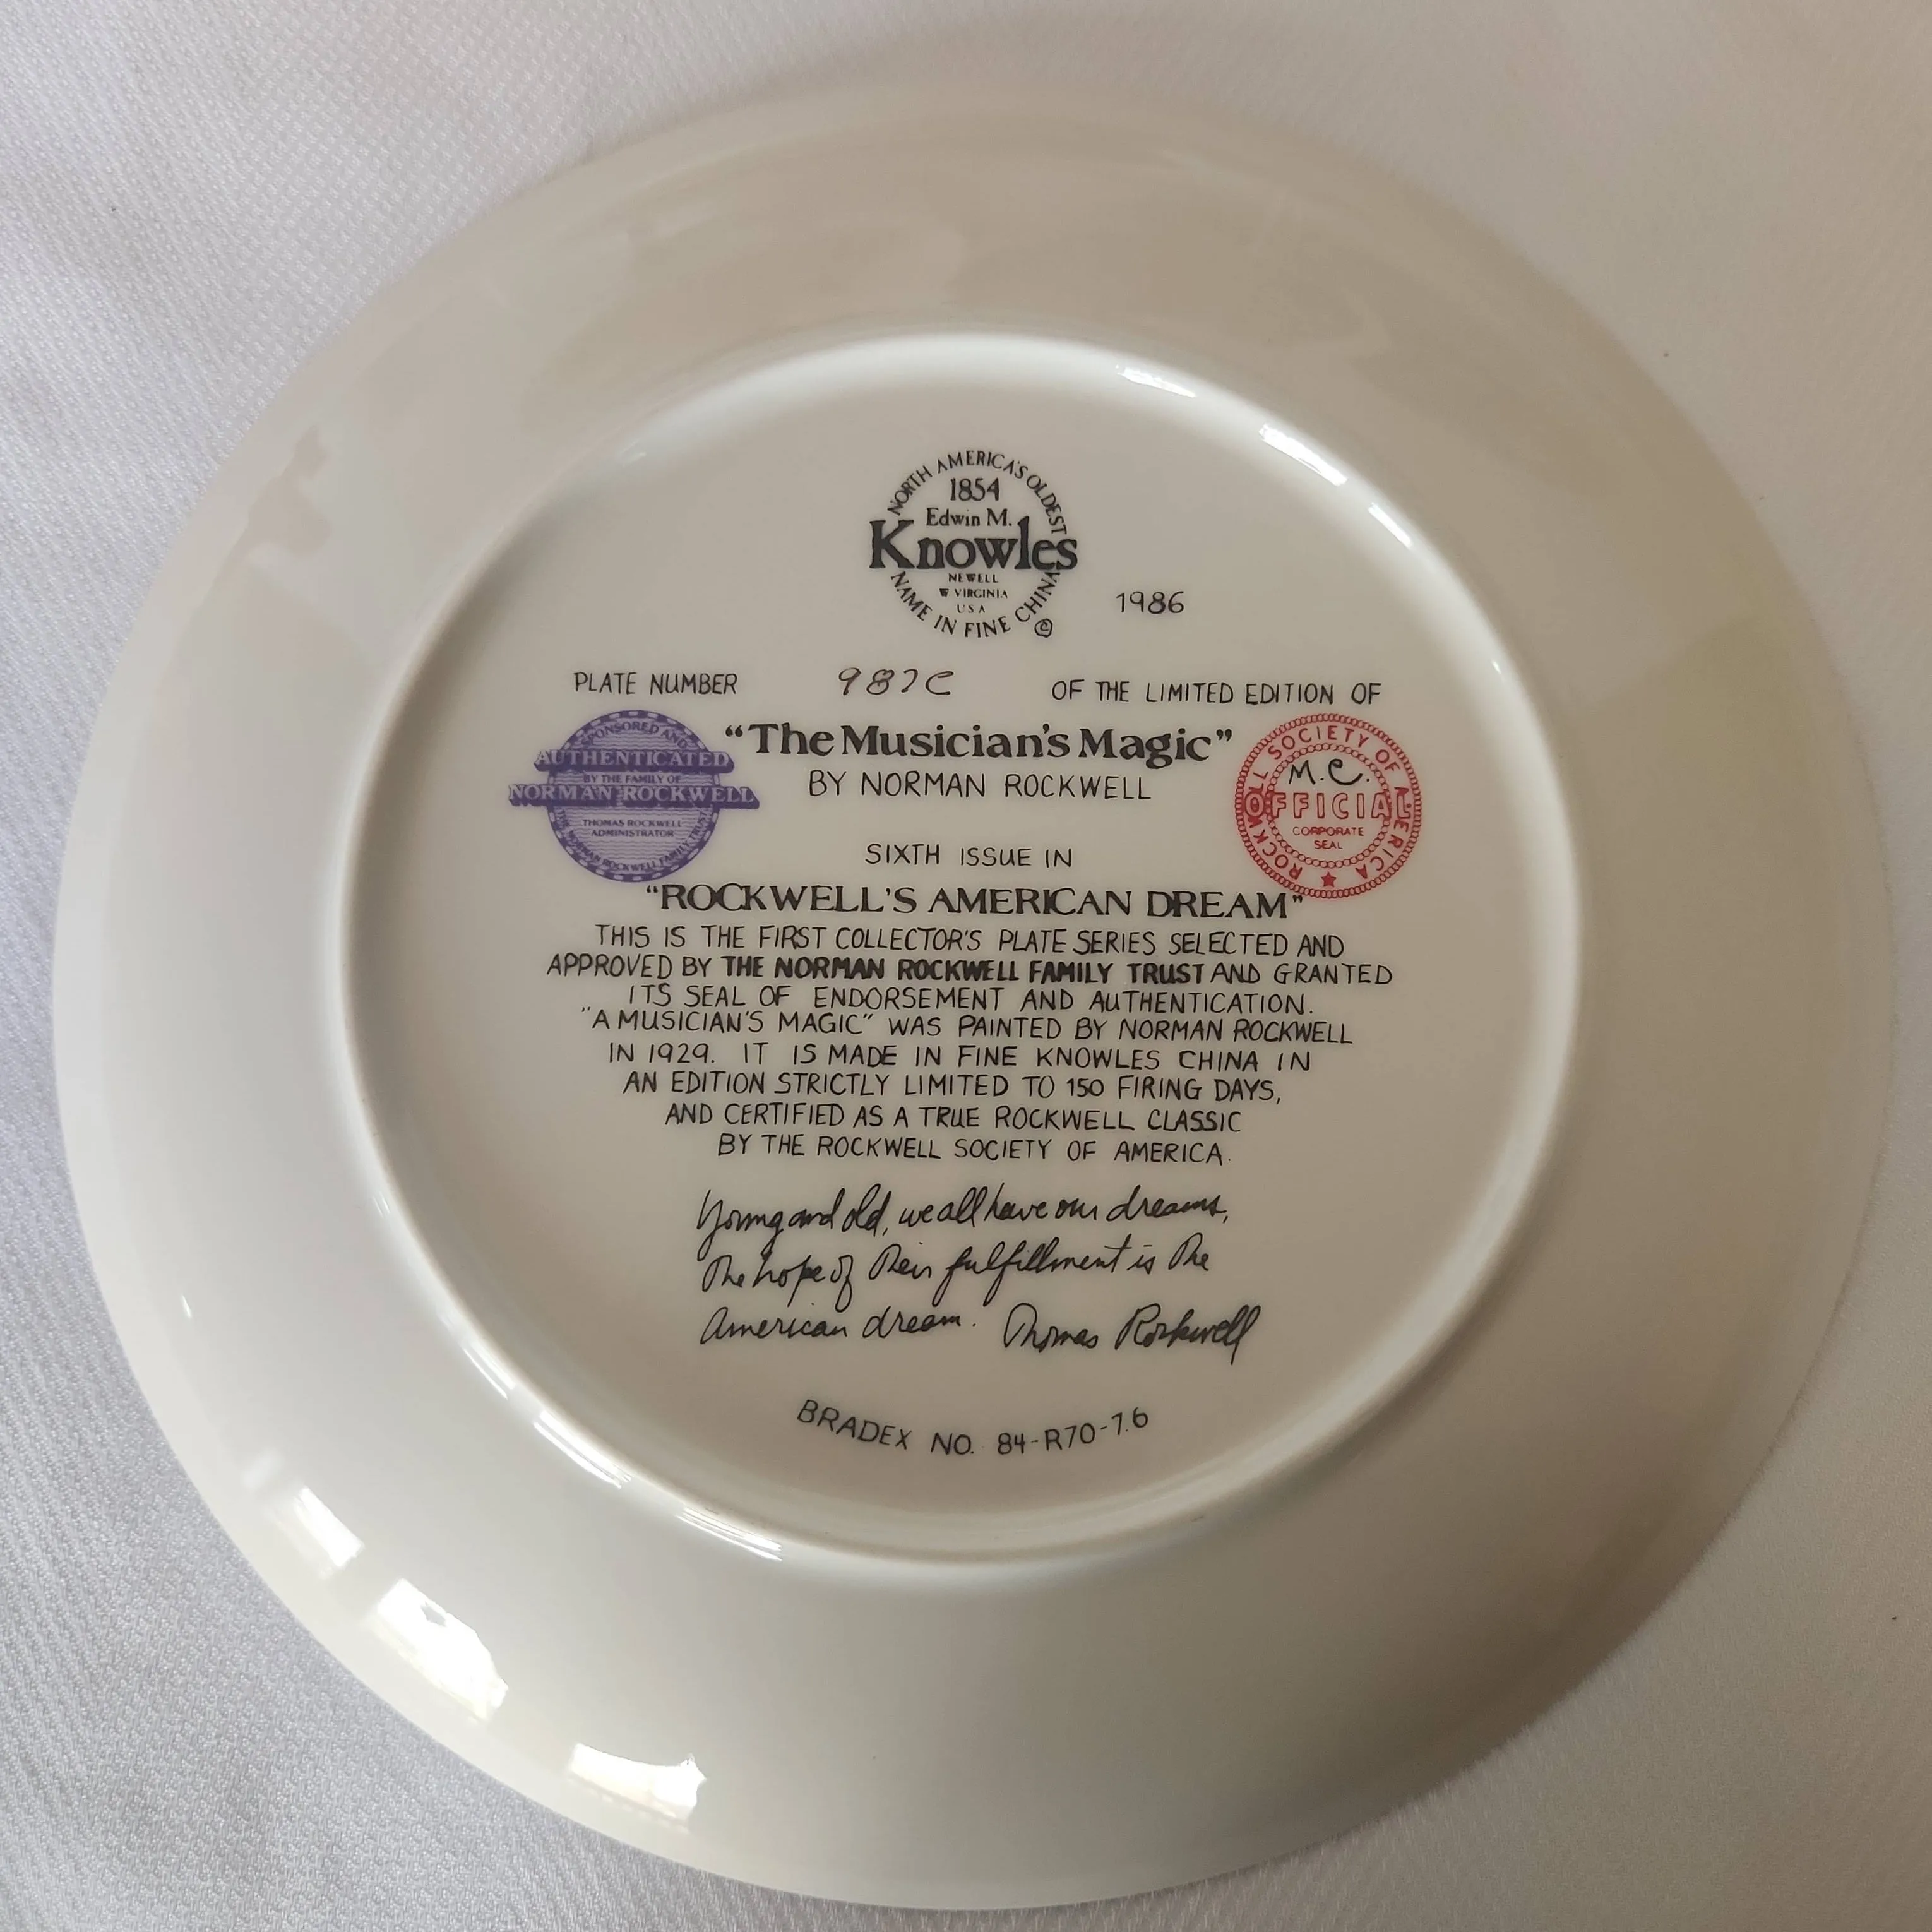 NORTH AMERICA'S OLDEST
1854
Edwin M.
Knowles
NEWELL
W VIRGINIA
USA
NAME IN FINE CHINA
1986
PLATE NUMBER 987C OF THE LIMITED EDITION OF
"The Musician's Magic"
BY NORMAN ROCKWELL
SPONSORED AND
AUTHENTICATED
BY THE FAMILY OF
NORMAN ROCKWELL
THOMAS ROCKWELL
ADMINISTRATOR
THE NORMAN ROCKWELL FAMILY TRUST
ROCKWELL SOCIETY OF AMERICA
M.C.
OFFICIAL
CORPORATE
SEAL
SIXTH ISSUE IN
"ROCKWELL'S AMERICAN DREAM"
THIS IS THE FIRST COLLECTOR'S PLATE SERIES SELECTED AND
APPROVED BY THE NORMAN ROCKWELL FAMILY TRUST AND GRANTED
ITS SEAL OF ENDORSEMENT AND AUTHENTICATION.
"A MUSICIAN'S MAGIC" WAS PAINTED BY NORMAN ROCKWELL
IN 1929. IT IS MADE IN FINE KNOWLES CHINA IN
AN EDITION STRICTLY LIMITED TO 150 FIRING DAYS,
AND CERTIFIED AS A TRUE ROCKWELL CLASSIC
BY THE ROCKWELL SOCIETY OF AMERICA.
Young and old, we all have our dreams,
The hope of their fulfillment is the
American dream. Thomas Rockwell
BRADEX NO. 84-R70-7.6